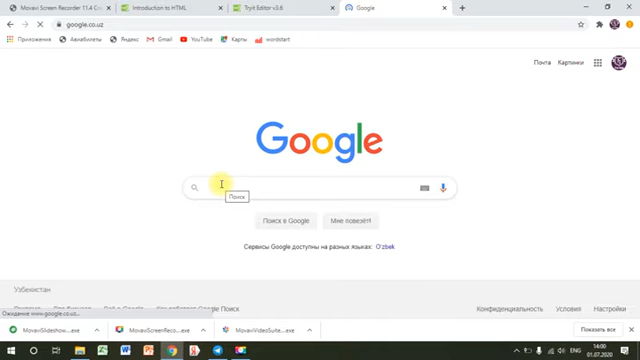 Movavi Screen Recorder 11.4 Cra
Introduction to HTML
Tryit Editor v3.6
Google
google.co.uz
Авиабилеты
Яндекс
Gmail
YouTube
Карты
wordstart
Почта
Картинки
Google
Поиск
Поиск в Google
Мне повезёт!
Сервисы Google доступны на разных языках: O'zbek
Узбекистан
Ожидание www.google.co.uz...
Конфиденциальность
Условия
Настройки
MovaviSlideshow....exe
MovaviScreenReco....exe
MovaviVideoSuite....exe
Показать все
ENG
14:00
01.07.2020